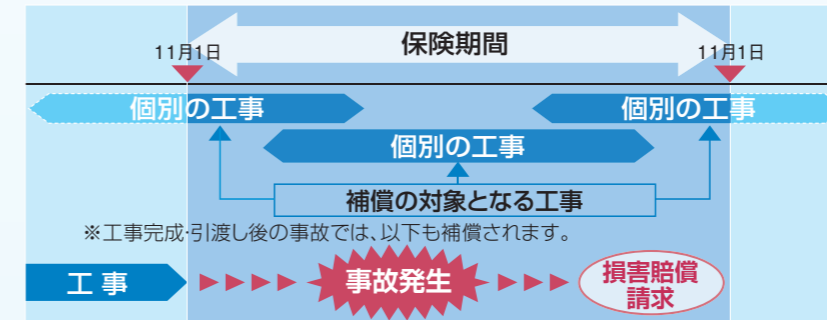 保険期間
11月1日
11月1日
個別の工事
個別の工事
個別の工事
補償の対象となる工事
※工事完成・引渡し後の事故では、以下も補償されます。
工事
事故発生
損害賠償
請求